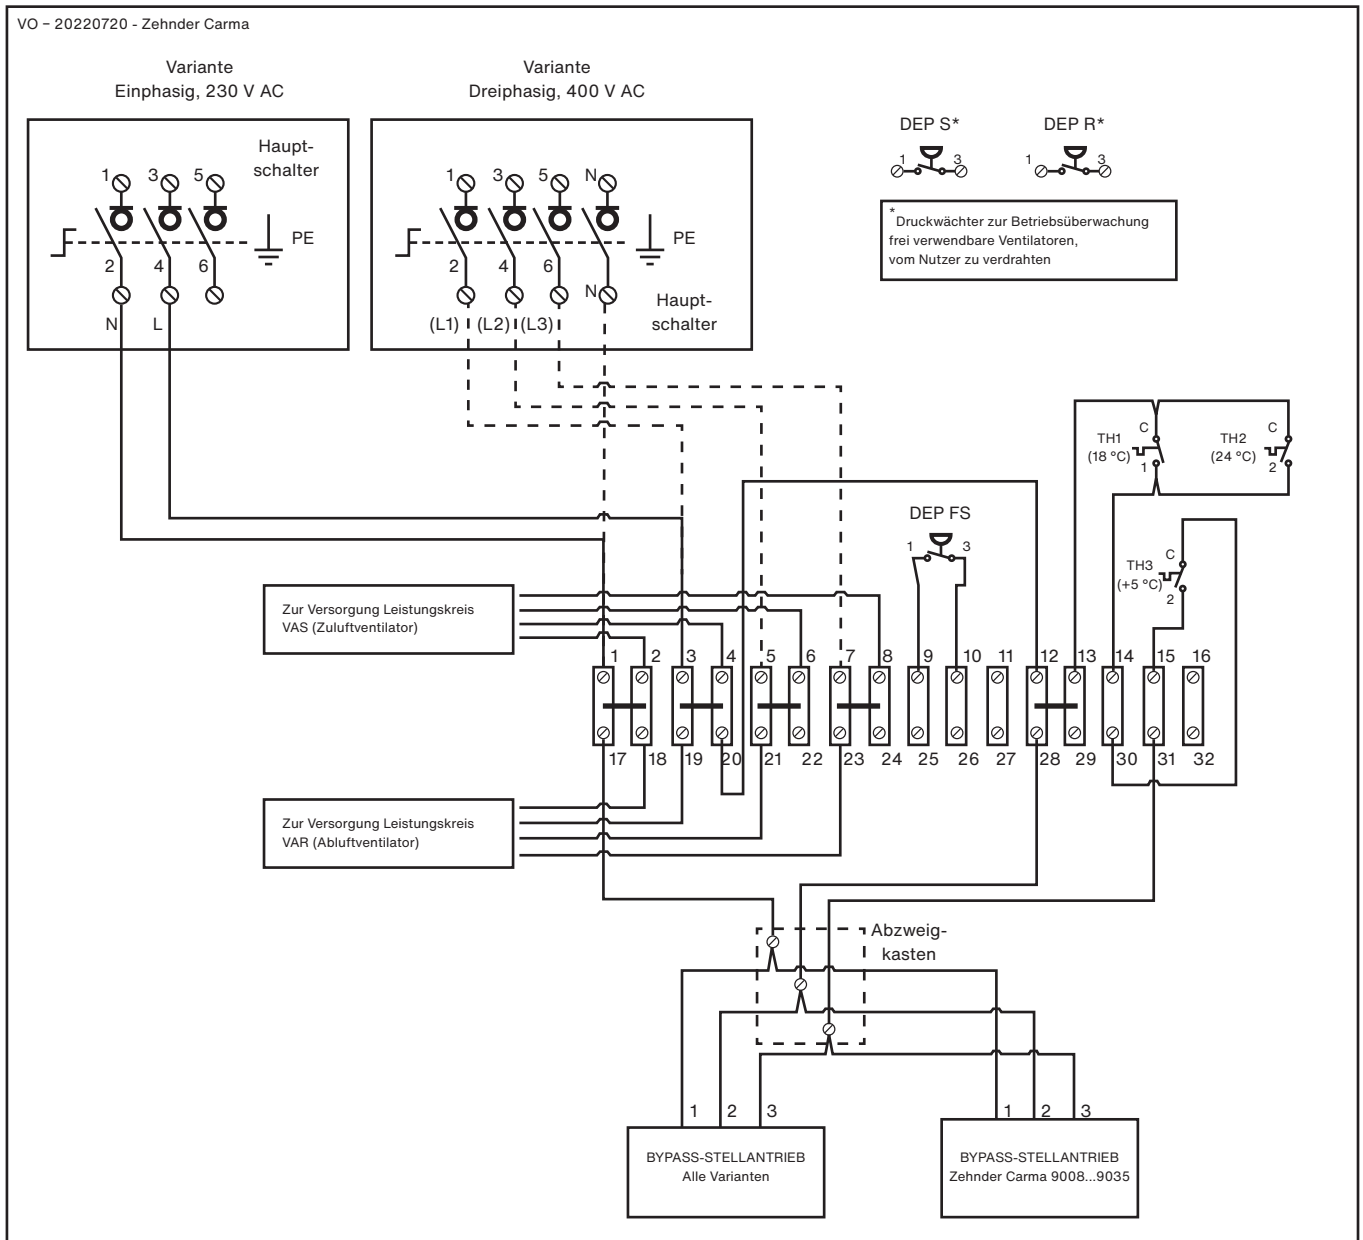 VO – 20220720 - Zehnder Carma
Variante
Einphasig, 230 V AC
Variante
Dreiphasig, 400 V AC
Haupt-
schalter
1 3 5
PE
2 4 6
N L
1 3 5 N
PE
2 4 6 N
Haupt-
schalter
(L1) (L2) (L3)
DEP S*
1 3
DEP R*
1 3
*Druckwächter zur Betriebsüberwachung
frei verwendbare Ventilatoren,
vom Nutzer zu verdrahten
C
TH1
(18 °C)
1
C
TH2
(24 °C)
2
DEP FS
1 3
C
TH3
(+5 °C)
2
Zur Versorgung Leistungskreis
VAS (Zuluftventilator)
1 2 3 4 5 6 7 8 9 10 11 12 13 14 15 16
17 18 19 20 21 22 23 24 25 26 27 28 29 30 31 32
Zur Versorgung Leistungskreis
VAR (Abluftventilator)
Abzweig-
kasten
1 2 3
BYPASS-STELLANTRIEB
Alle Varianten
1 2 3
BYPASS-STELLANTRIEB
Zehnder Carma 9008...9035